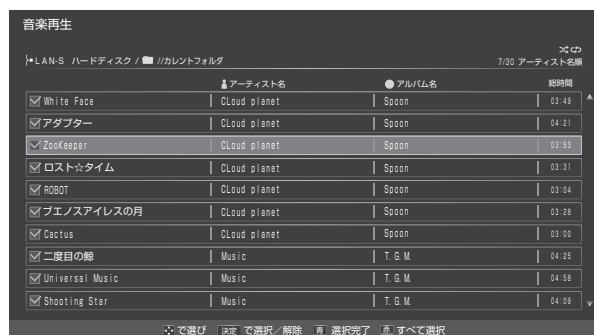 音楽再生
LAN-S ハードディスク / //カレントフォルダ
7/30 アーティスト名順
アーティスト名 アルバム名 総時間
White Face CLoud planet Spoon 03:49
アダプター CLoud planet Spoon 04:21
ZooKeeper CLoud planet Spoon 03:53
ロスト☆タイム CLoud planet Spoon 03:31
ROBOT CLoud planet Spoon 03:04
ブエノスアイレスの月 CLoud planet Spoon 03:28
Cactus CLoud planet Spoon 03:00
二度目の鯨 Music T.G.M. 04:25
Universal Music Music T.G.M. 04:58
Shooting Star Music T.G.M. 04:09
で選び 決定 で選択/解除 青 選択完了 赤 すべて選択